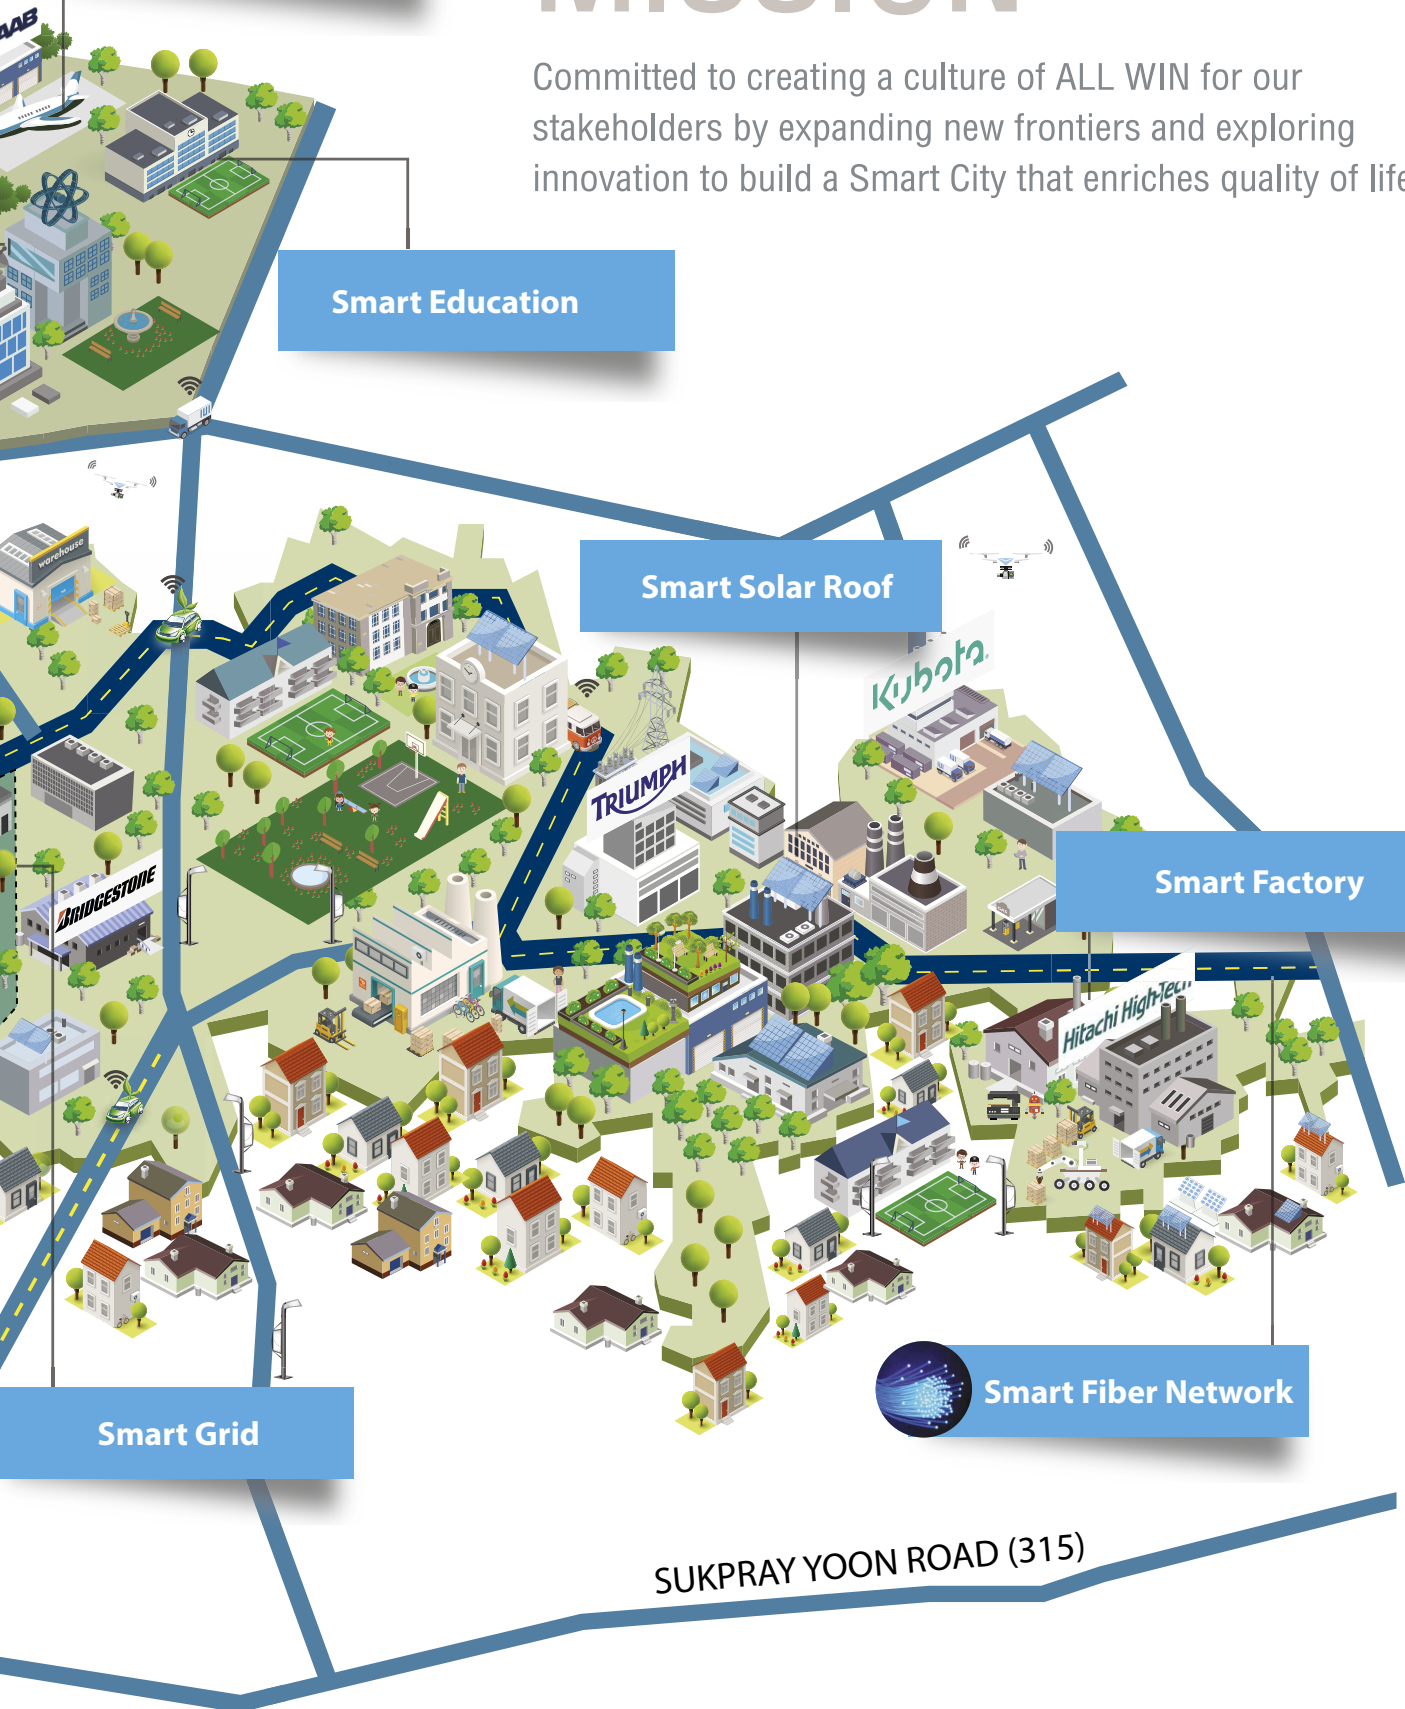 MISSION
Committed to creating a culture of ALL WIN for our
stakeholders by expanding new frontiers and exploring
innovation to build a Smart City that enriches quality of life
Smart Education
warehouse
Smart Solar Roof
Kubota.
TRIUMPH
BRIDGESTONE
Smart Factory
Hitachi High-Tech
Smart Fiber Network
Smart Grid
SUKPRAY YOON ROAD (315)